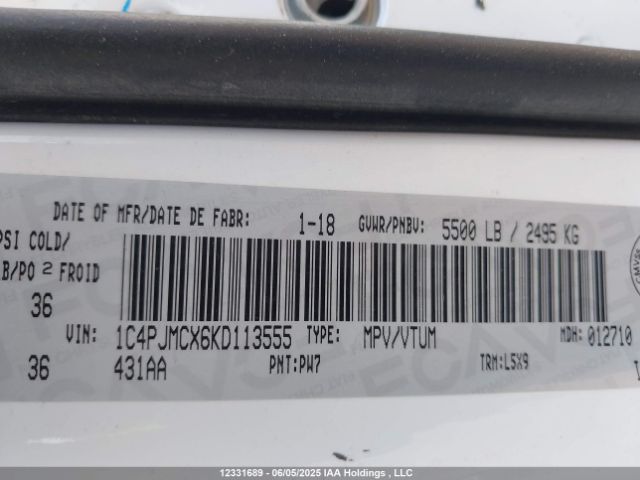 DATE OF MFR/DATE DE FABR: 1-18 GVWR/PNBV: 5500 LB / 2495 KG
PSI COLD/
B/PO 2 FROID
36
VIN: 1C4PJMCX6KD113555 TYPE: MPV/VTUM MDH: 012710
36 431AA PNT:PW7 TRM:L5X9
12331689 - 06/05/2025 IAA Holdings , LLC